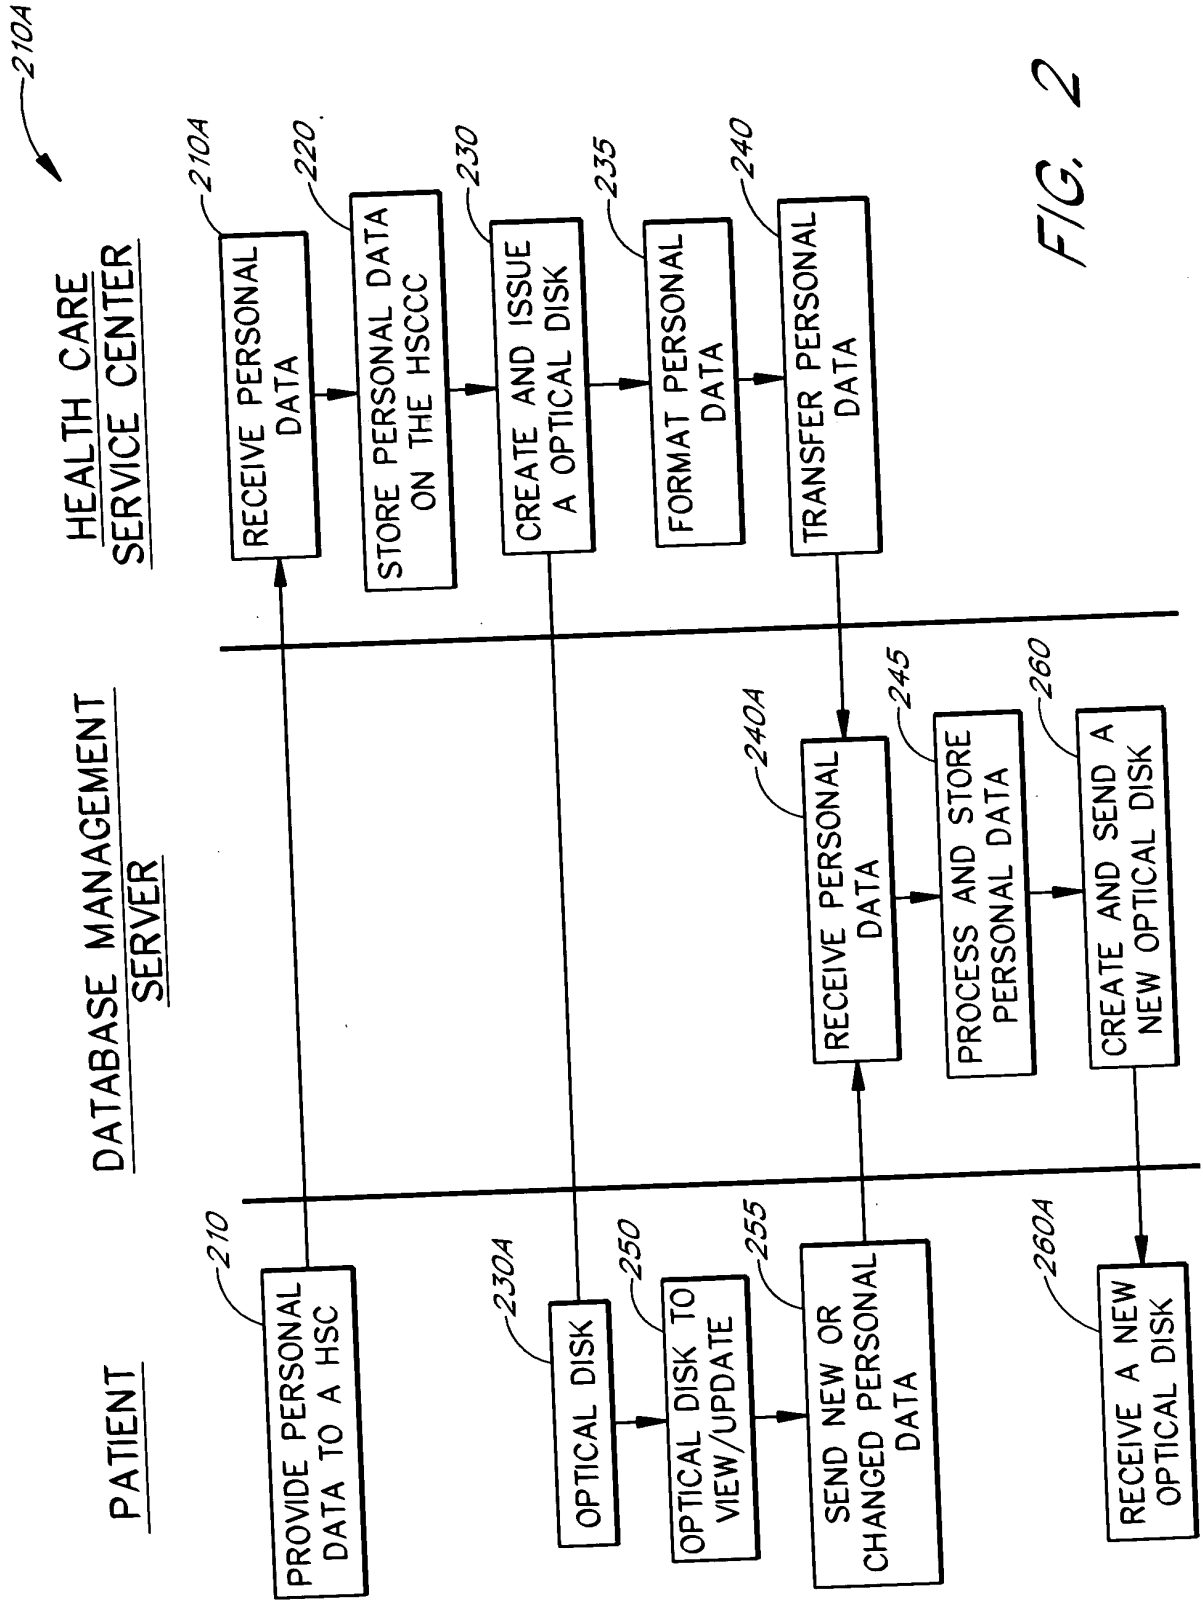 210A
PATIENT
DATABASE MANAGEMENT
SERVER
HEALTH CARE
SERVICE CENTER
210
PROVIDE PERSONAL
DATA TO A HSC
210A
RECEIVE PERSONAL
DATA
220
STORE PERSONAL DATA
ON THE HSCCC
230A
OPTICAL DISK
230
CREATE AND ISSUE
A OPTICAL DISK
250
OPTICAL DISK TO
VIEW/UPDATE
235
FORMAT PERSONAL
DATA
255
SEND NEW OR
CHANGED PERSONAL
DATA
240A
RECEIVE PERSONAL
DATA
240
TRANSFER PERSONAL
DATA
245
PROCESS AND STORE
PERSONAL DATA
260A
RECEIVE A NEW
OPTICAL DISK
260
CREATE AND SEND A
NEW OPTICAL DISK
FIG. 2